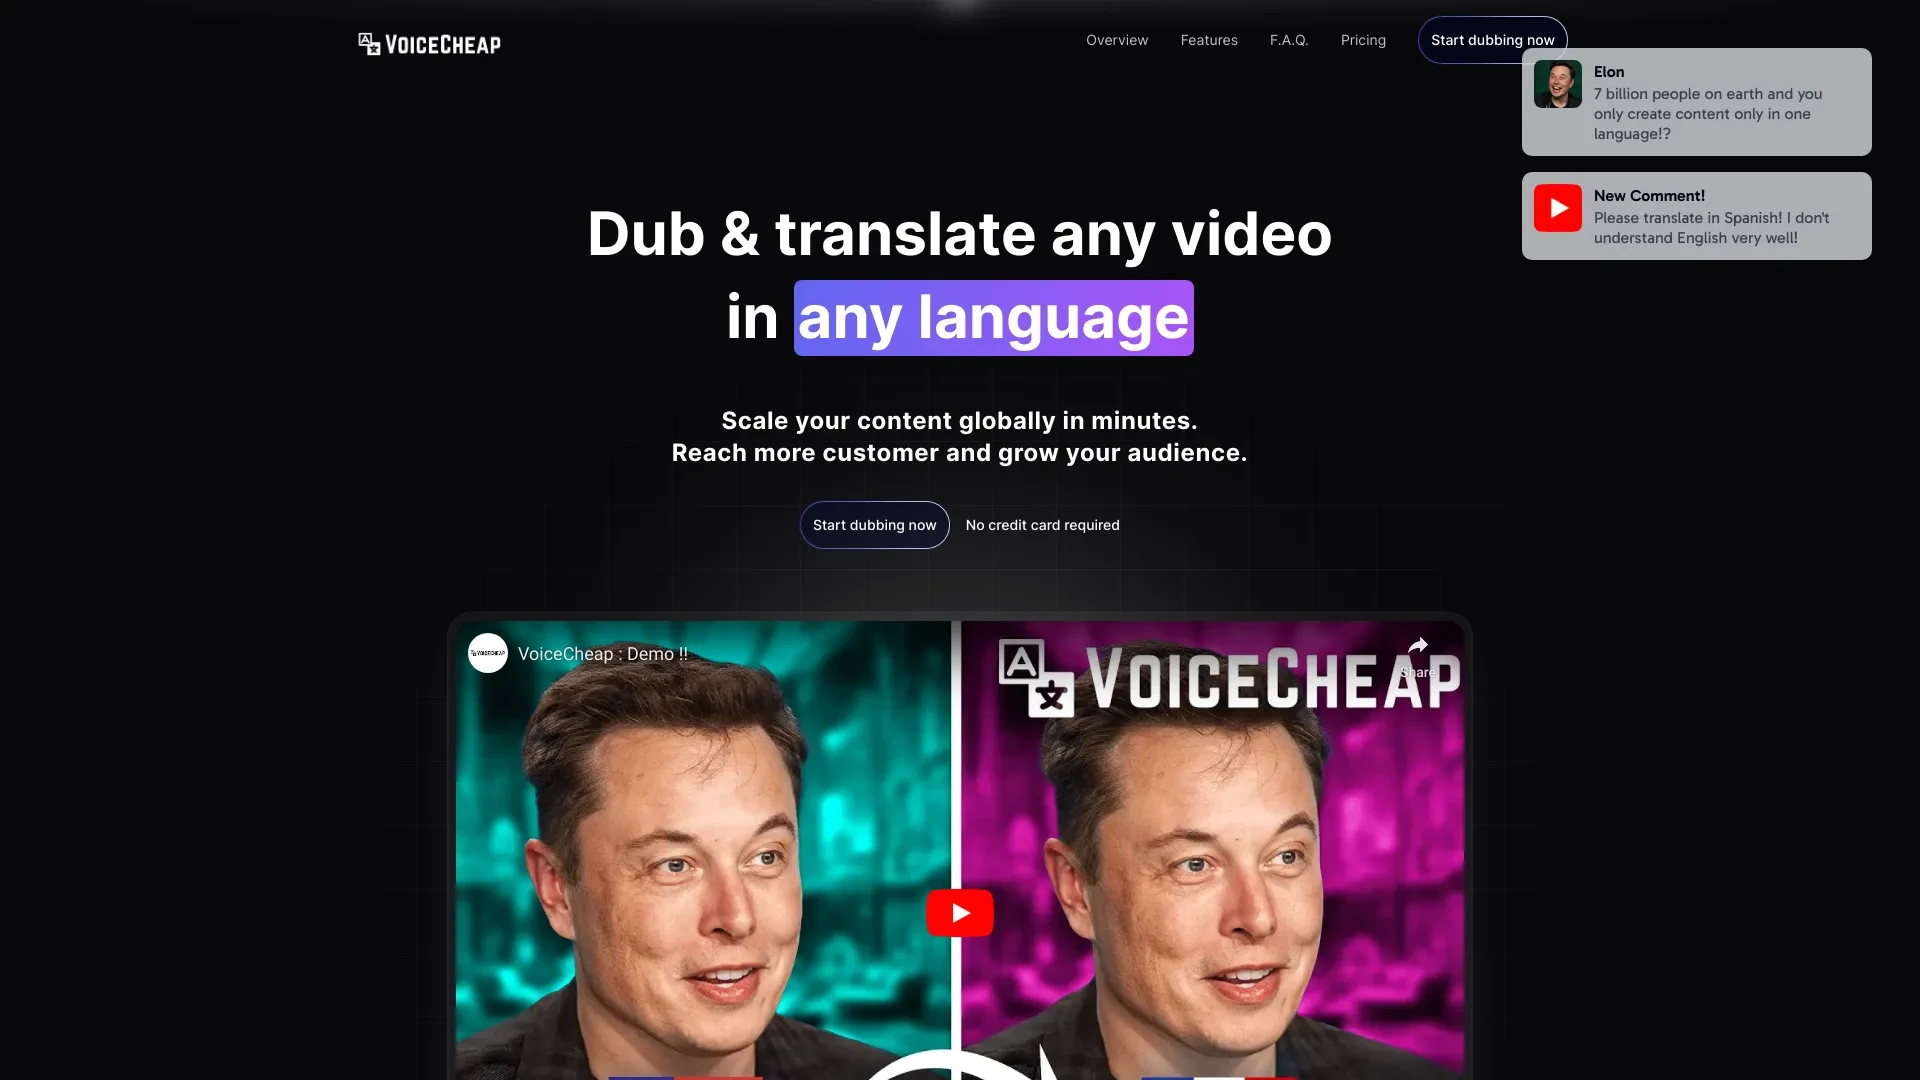 VOICECHEAP
Overview
Features
F.A.Q.
Pricing
Start dubbing now
Elon
7 billion people on earth and you
only create content only in one
language!?
New Comment!
Please translate in Spanish! I don't
understand English very well!
Dub & translate any video
in any language
Scale your content globally in minutes.
Reach more customer and grow your audience.
Start dubbing now
No credit card required
VOICECHEAP
VoiceCheap : Demo !!
VOICECHEAP
Share